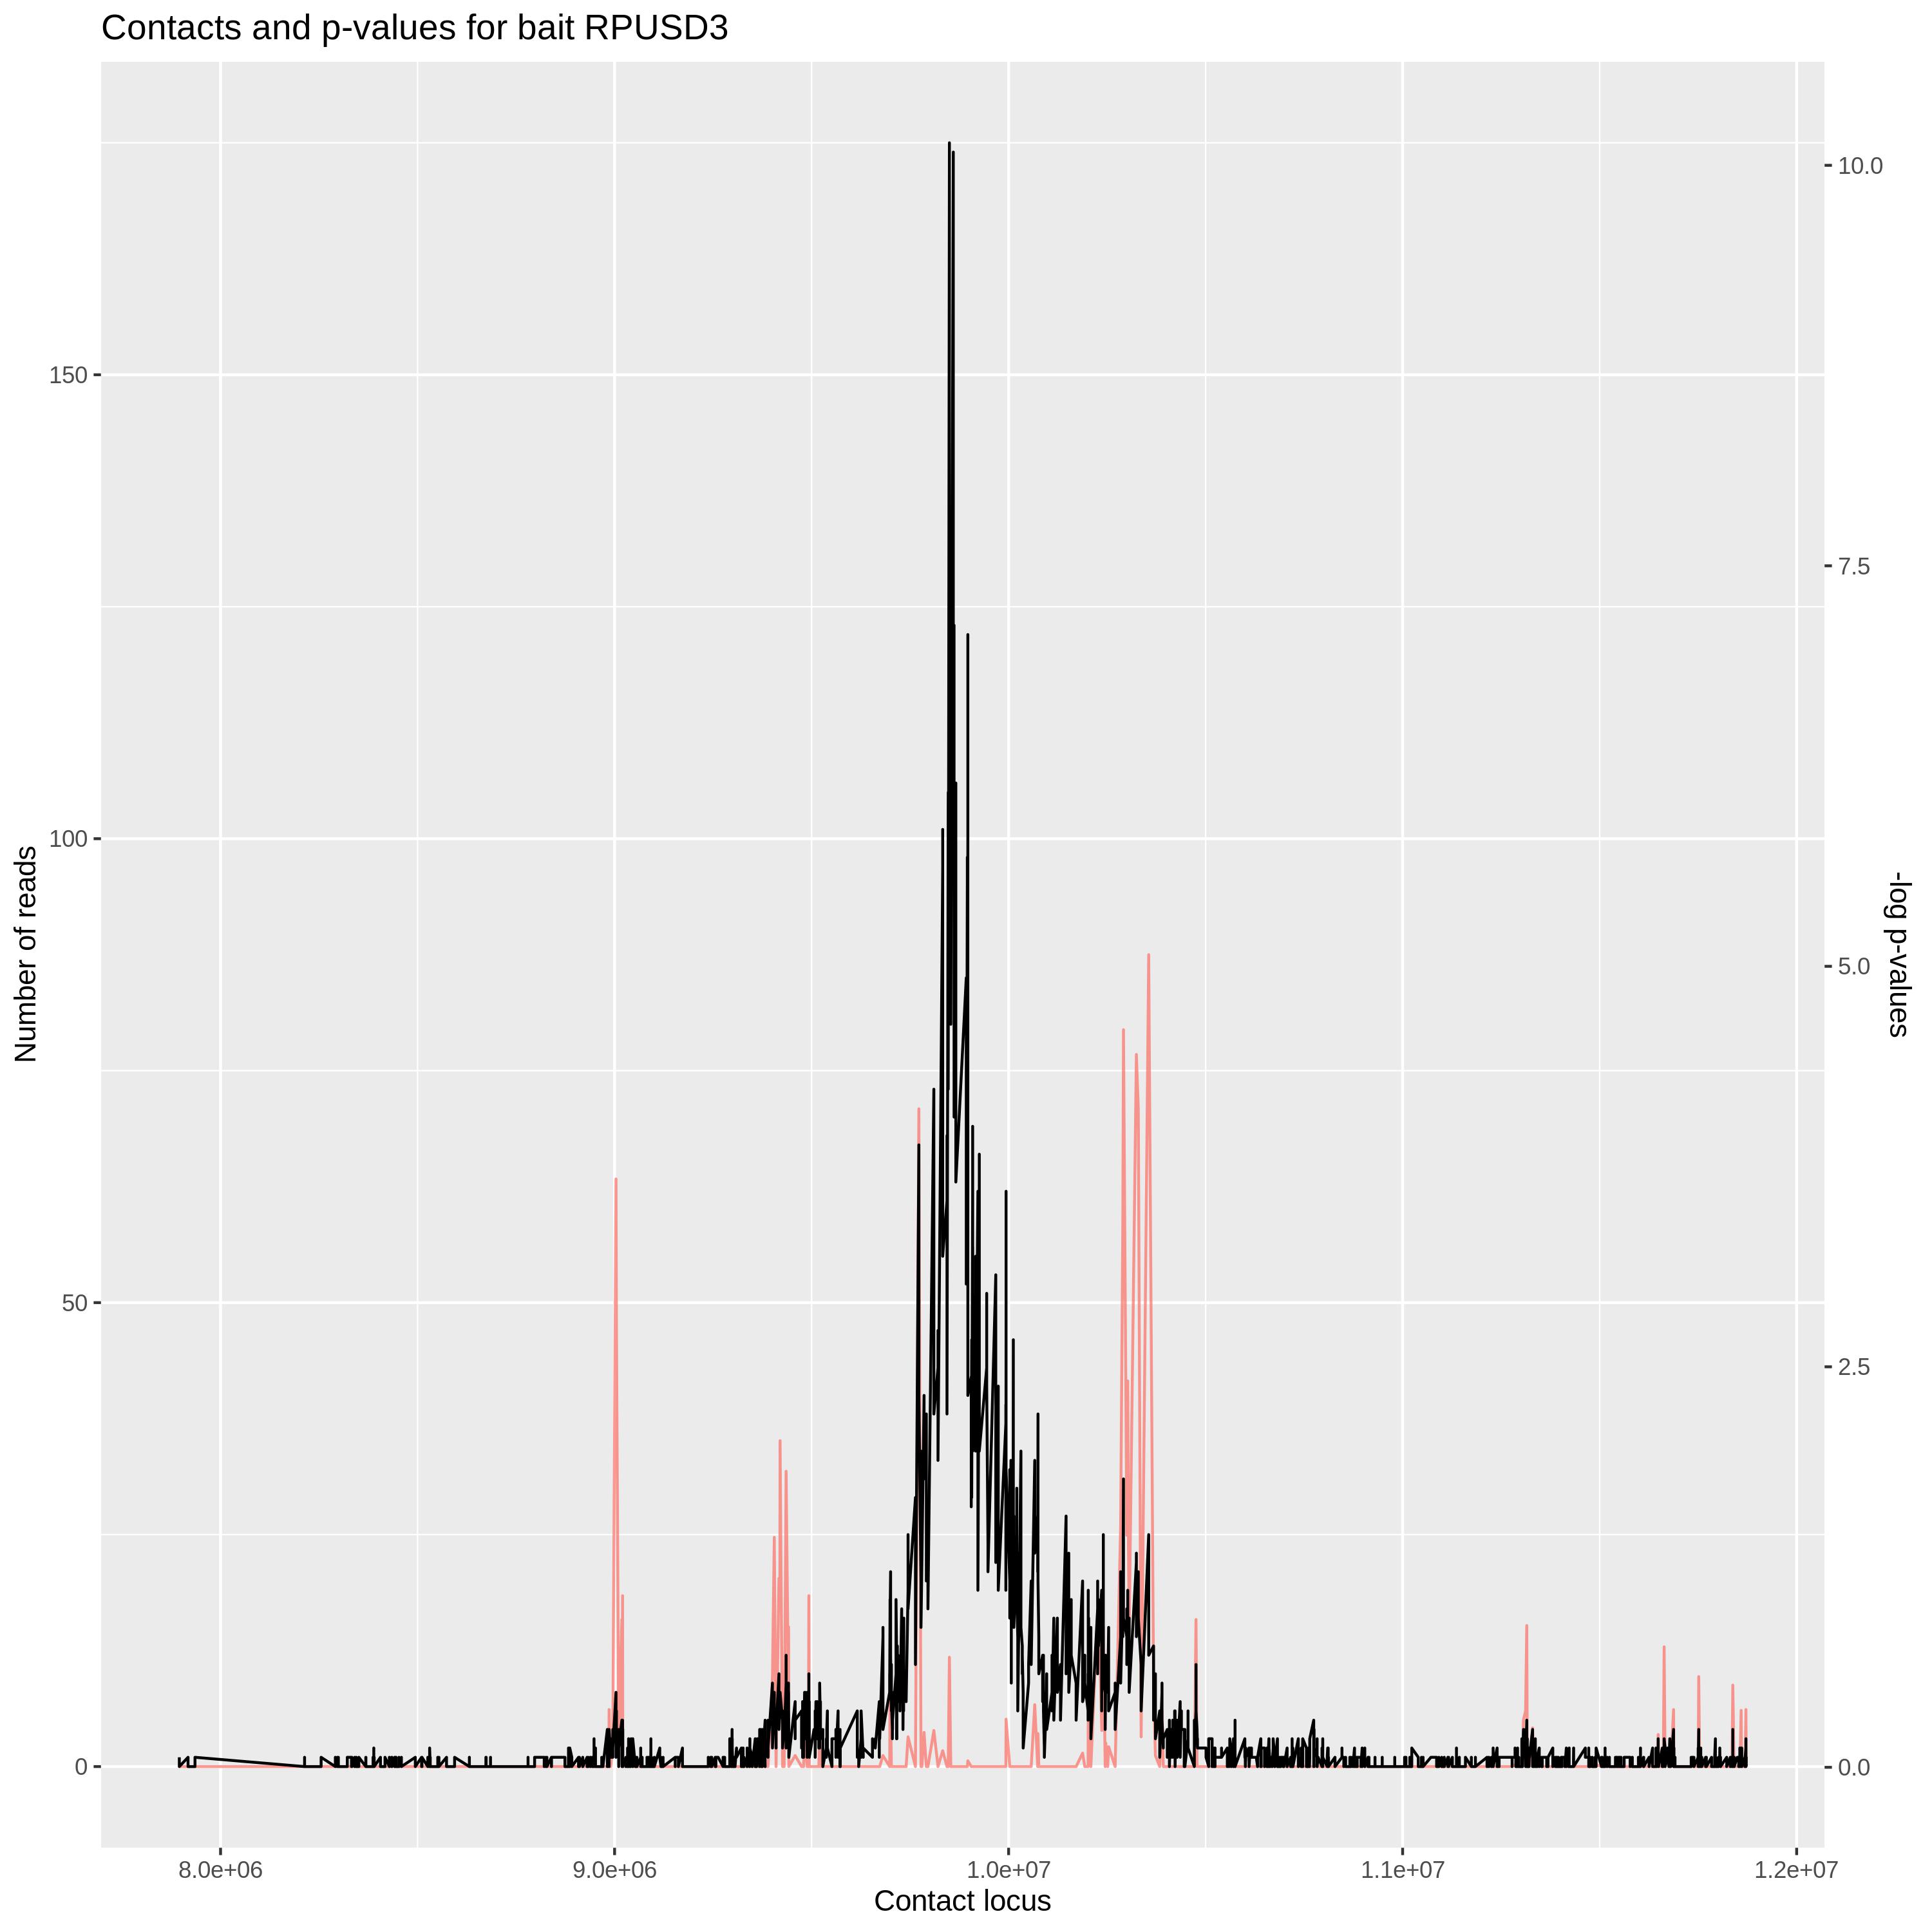 Contacts and p-values for bait RPUSD3
150
100
50
0
Number of reads
10.0
7.5
5.0
2.5
0.0
-log p-values
8.0e+06
9.0e+06
1.0e+07
1.1e+07
1.2e+07
Contact locus